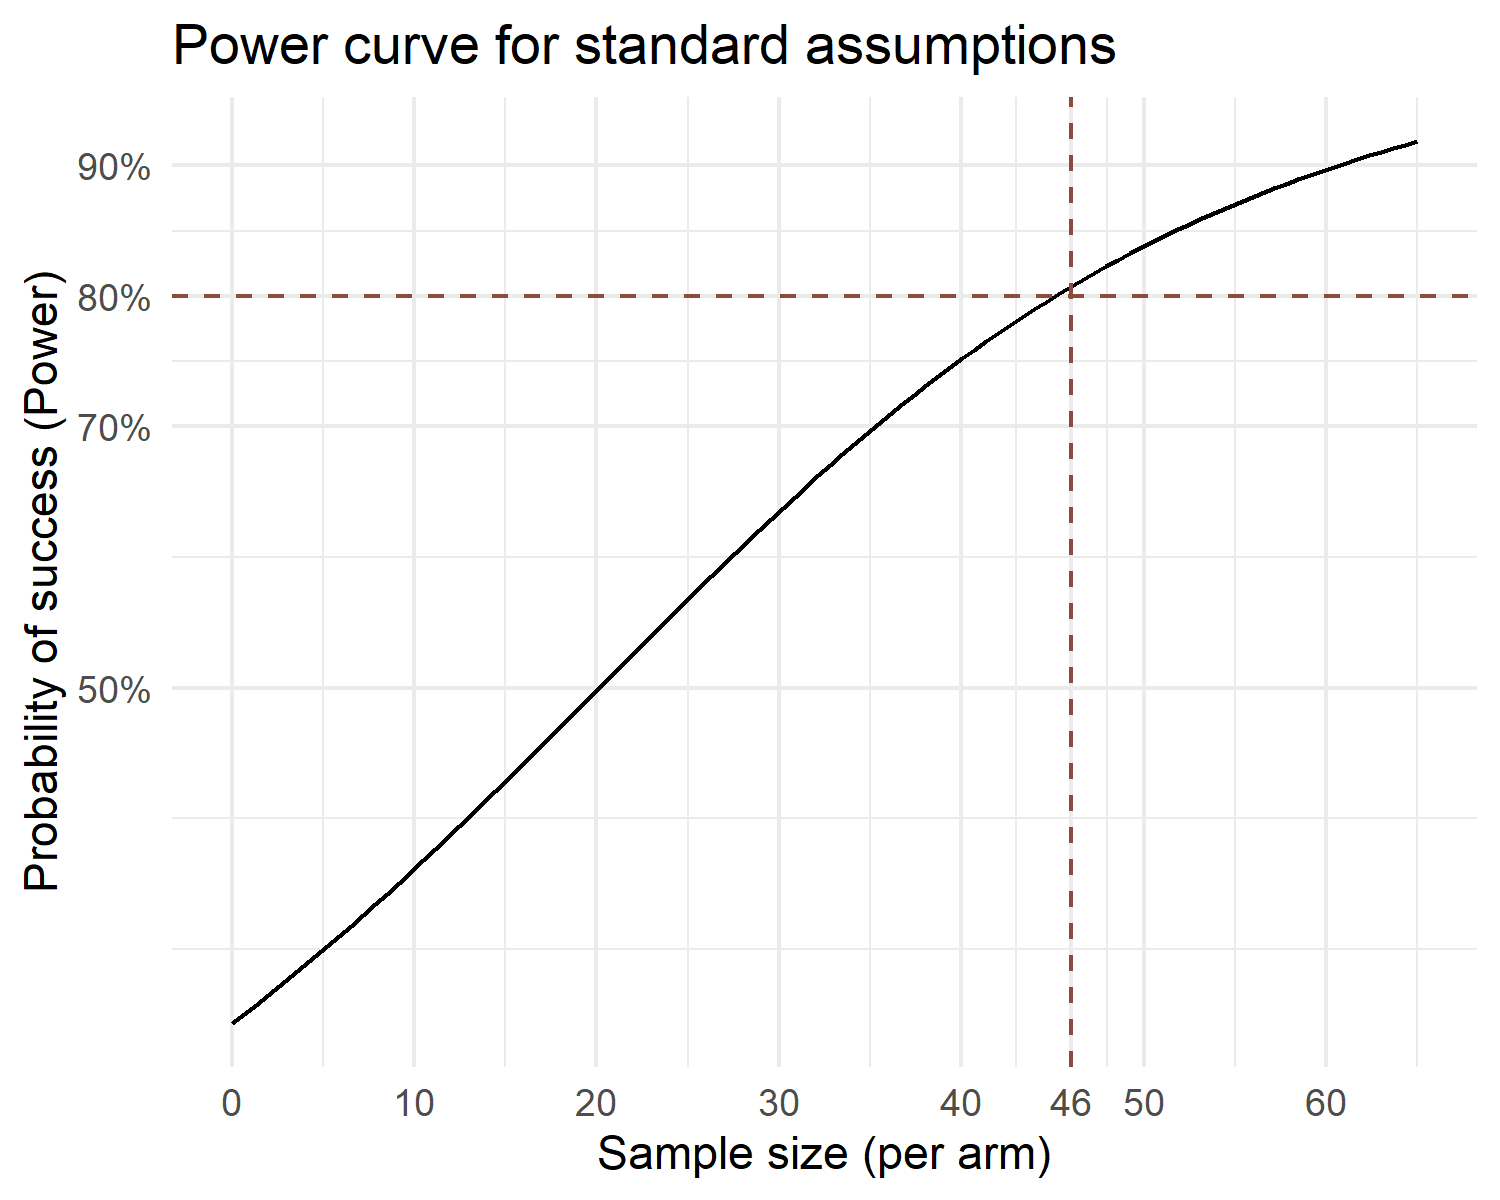 Power curve for standard assumptions
Probability of success (Power)
90%
80%
70%
50%
0 10 20 30 40 46 50 60
Sample size (per arm)